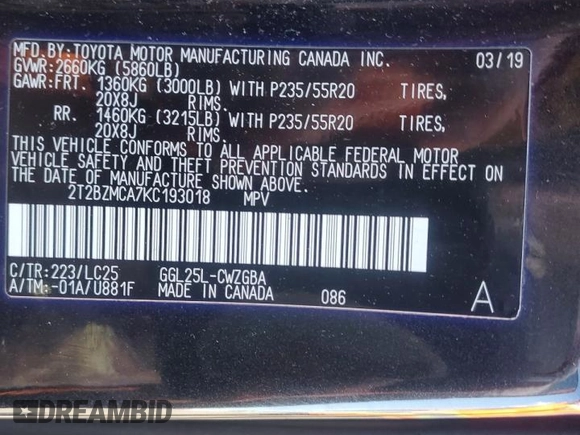 MFD.BY:TOYOTA MOTOR MANUFACTURING CANADA INC. 03/19
GVWR:2660KG (5860LB)
GAWR:FRT. 1360KG (3000LB) WITH P235/55R20 TIRES,
20X8J RIMS.
RR. 1460KG (3215LB) WITH P235/55R20 TIRES,
20X8J RIMS.
THIS VEHICLE CONFORMS TO ALL APPLICABLE FEDERAL MOTOR
VEHICLE SAFETY AND THEFT PREVENTION STANDARDS IN EFFECT ON
THE DATE OF MANUFACTURE SHOWN ABOVE.
2T2BZMCA7KC193018 MPV
C/TR:223/LC25 GGL25L-CWZGBA
A/TM:-01A/U881F MADE IN CANADA 086 A
DREAMBID